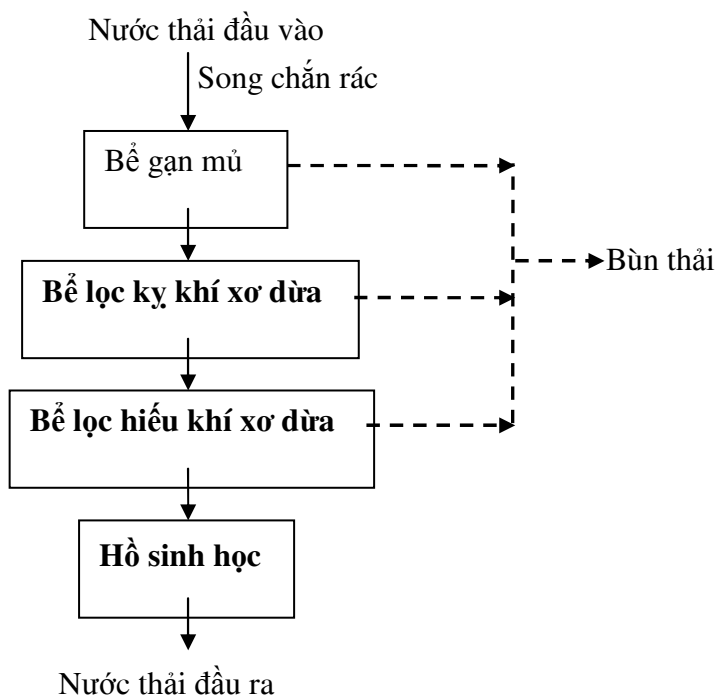 Nước thải đầu vào
Song chắn rác
Bể gạn mủ
Bùn thải
Bể lọc kỵ khí xơ dừa
Bể lọc hiếu khí xơ dừa
Hồ sinh học
Nước thải đầu ra